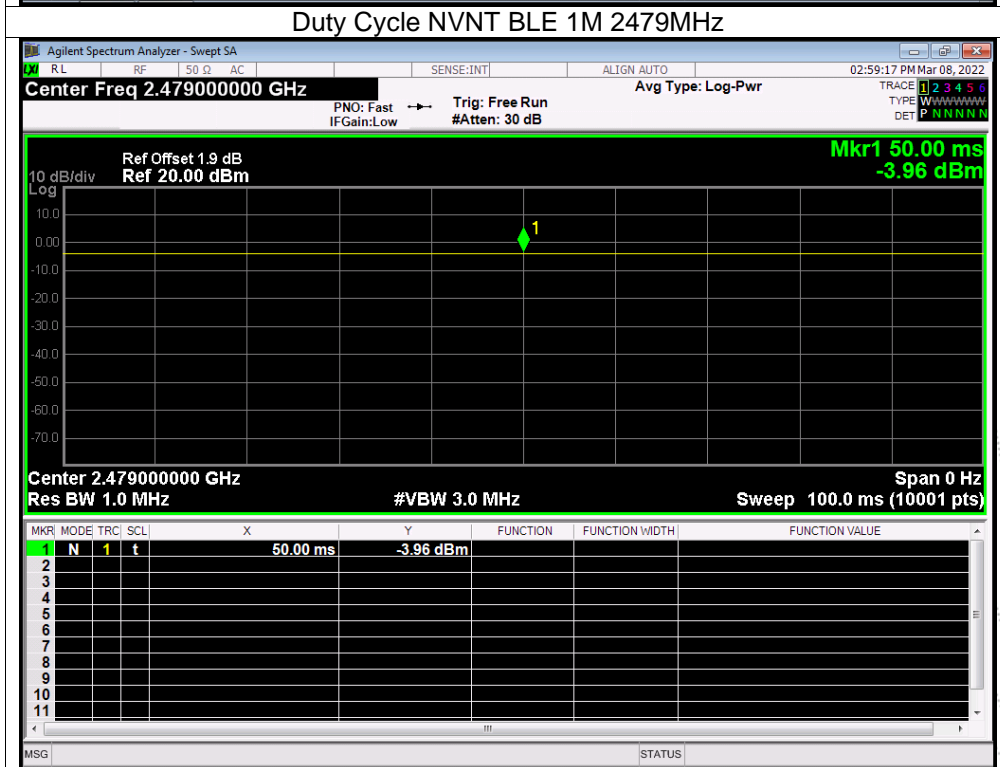 Duty Cycle NVNT BLE 1M 2479MHz
Agilent Spectrum Analyzer - Swept SA
LXI RL RF 50 Ω AC SENSE:INT ALIGN AUTO 02:59:17 PM Mar 08, 2022
Center Freq 2.479000000 GHz Avg Type: Log-Pwr TRACE 1 2 3 4 5 6
PNO: Fast Trig: Free Run TYPE WWWWWW
IFGain:Low #Atten: 30 dB DET P N N N N N
Mkr1 50.00 ms
Ref Offset 1.9 dB
10 dB/div Ref 20.00 dBm -3.96 dBm
Log
10.0
1
0.00
-10.0
-20.0
-30.0
-40.0
-50.0
-60.0
-70.0
Center 2.479000000 GHz Span 0 Hz
Res BW 1.0 MHz #VBW 3.0 MHz Sweep 100.0 ms (10001 pts)
MKR MODE TRC SCL X Y FUNCTION FUNCTION WIDTH FUNCTION VALUE
1 N 1 t 50.00 ms -3.96 dBm
2
3
4
5
6
7
8
9
10
11
MSG STATUS